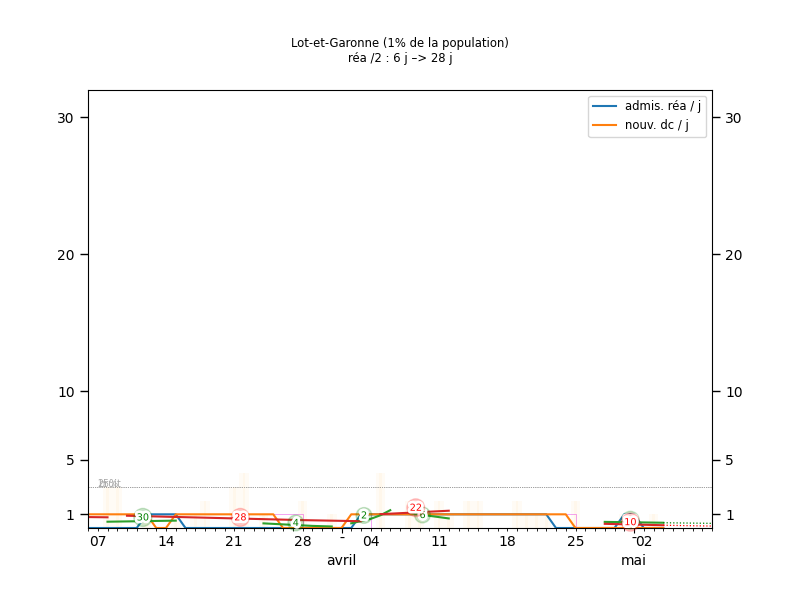 Lot-et-Garonne (1% de la population)
réa /2 : 6 j –> 28 j
admis. réa / j
nouv. dc / j
30 30
20 20
10 10
5 5
1 1
30 28 4 2 22 6 10
07 14 21 28 - 04 11 18 25 -02
avril mai